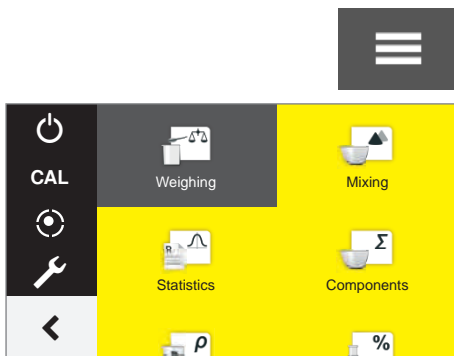 CAL
Weighing
Mixing
Σ
Statistics
Components
ρ
%